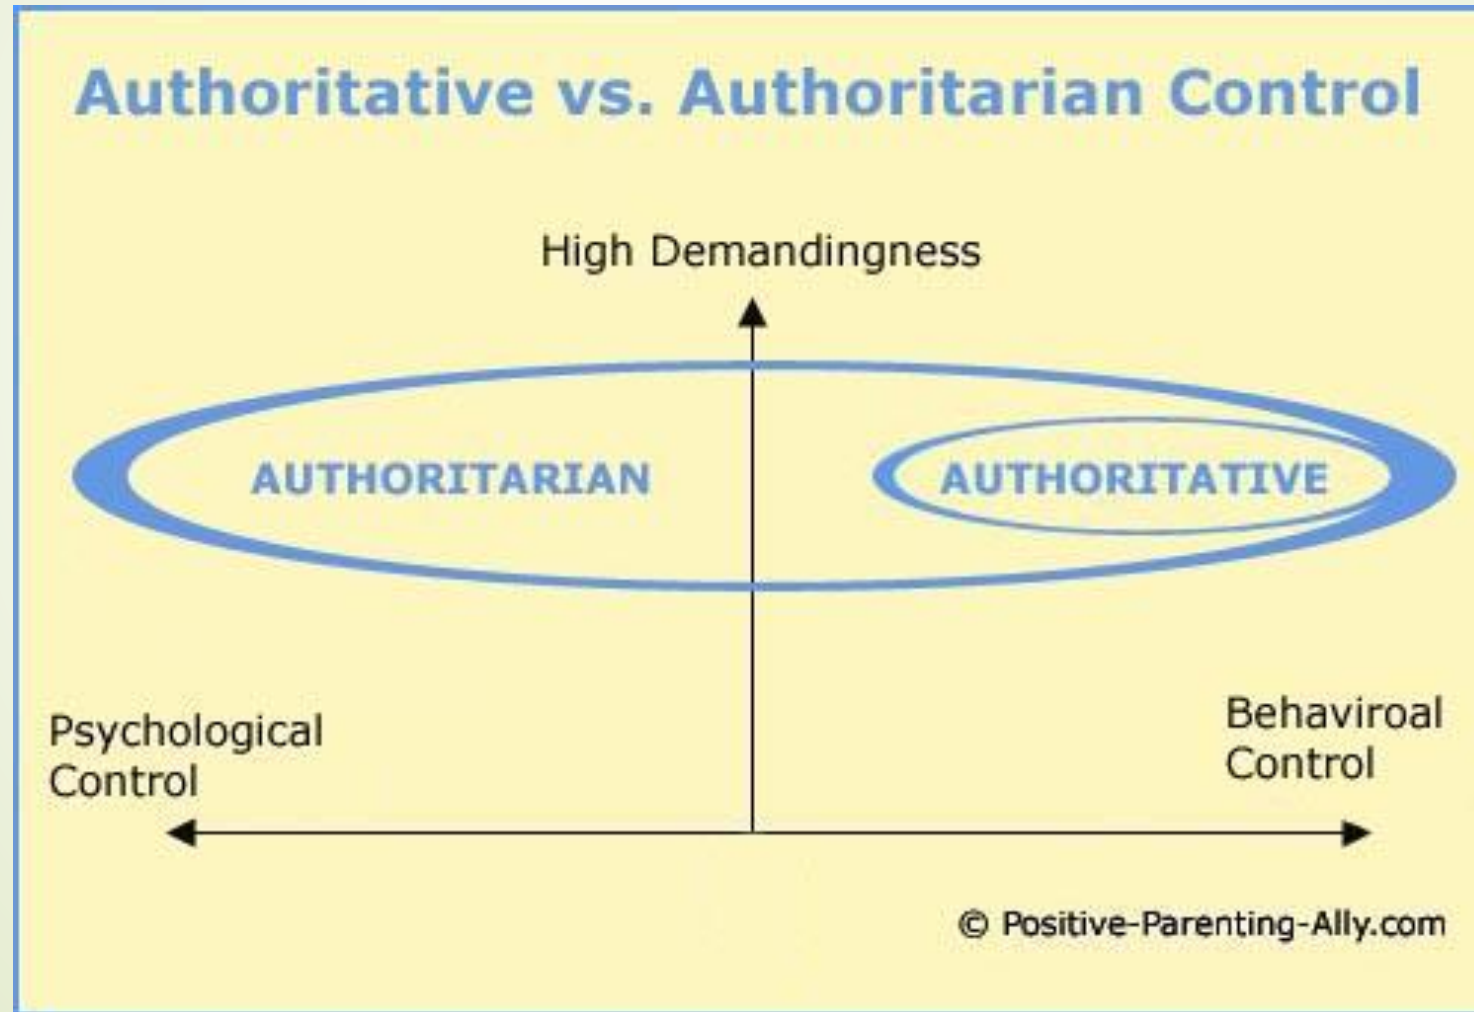 Authoritative vs. Authoritarian Control
High Demandingness
AUTHORITARIAN
AUTHORITATIVE
Psychological
Control
Behaviroal
Control
© Positive-Parenting-Ally.com